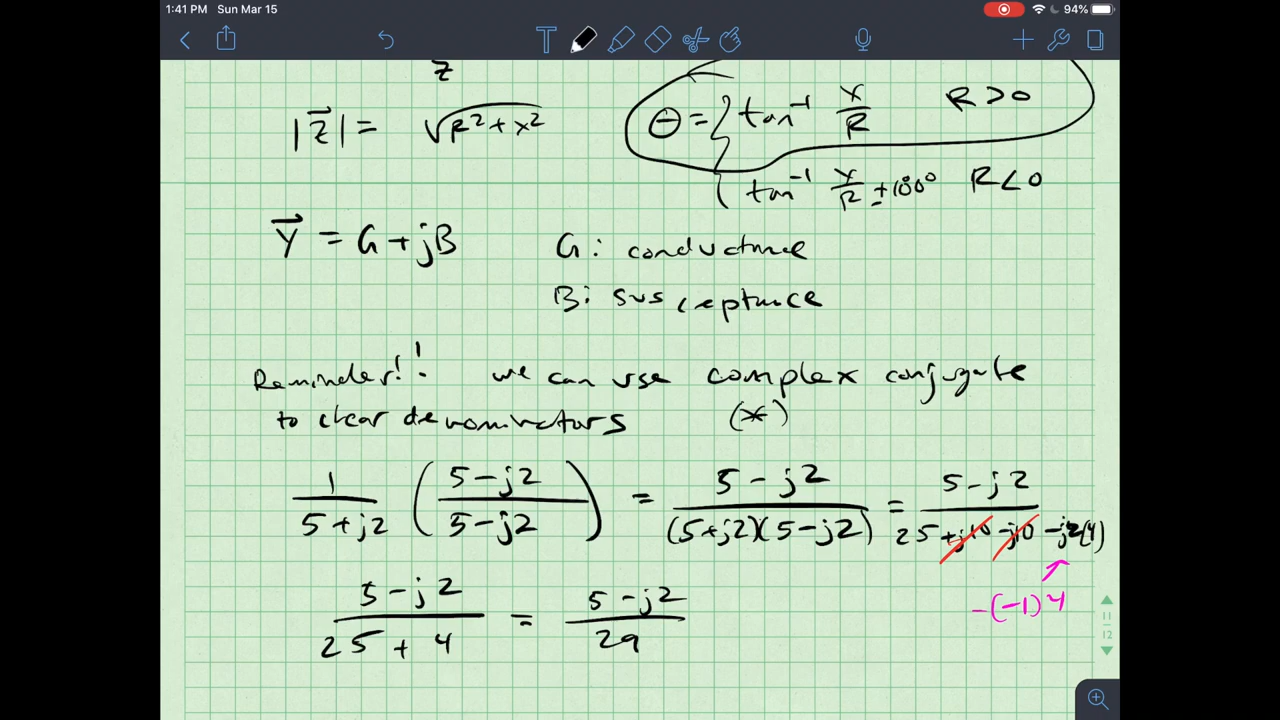 1:41 PM Sun Mar 15
94%
T
z
|z| = √R²+x²
θ = { tan⁻¹ x/R R>0
tan⁻¹ x/R ±180° R<0
Y = G + jB
G: conductance
B: susceptance
Reminder!! we can use complex conjugate
to clear denominators (*)
1/(5+j2) ((5-j2)/(5-j2)) = (5-j2)/((5+j2)(5-j2)) = (5-j2)/(25+j10-j10-j²(4))
-(-1)4
(5-j2)/(25+4) = (5-j2)/29
11
12